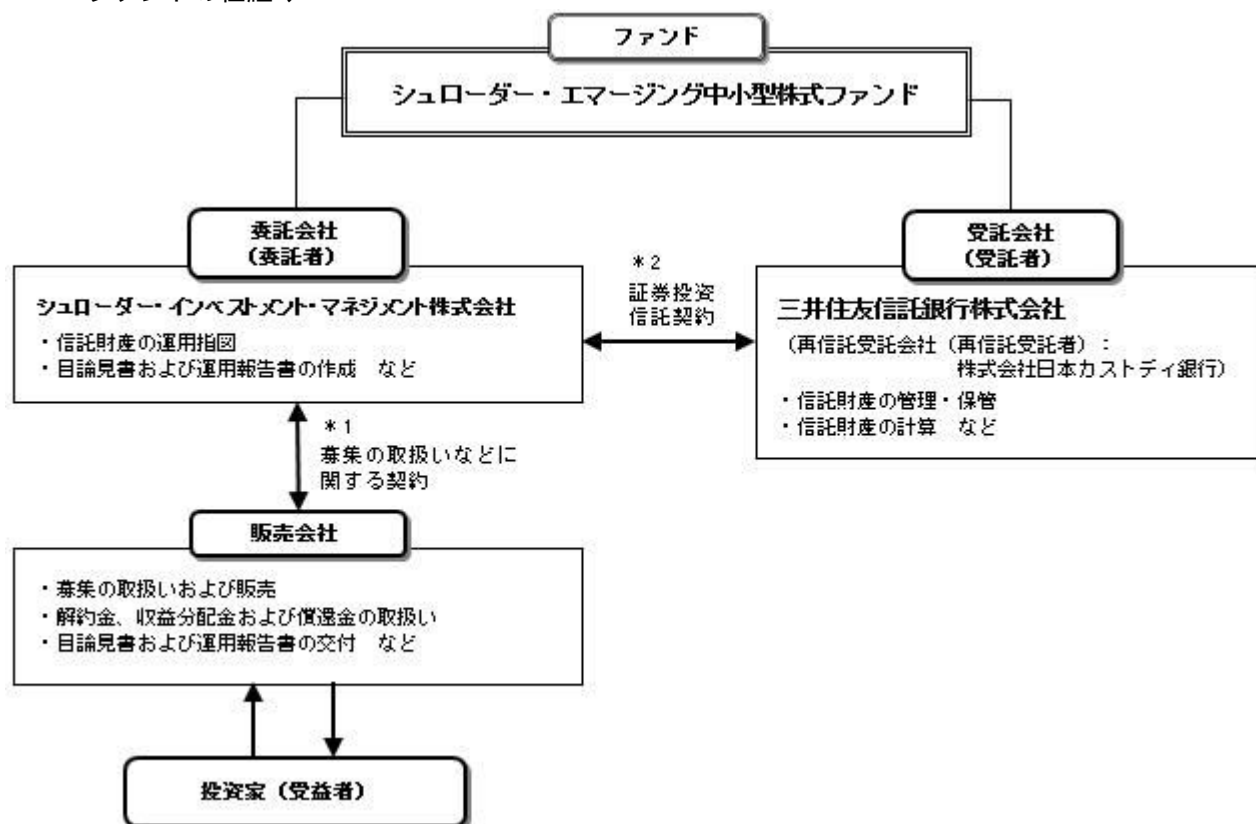 ファンド
シュローダー・エマージング中小型株式ファンド
委託会社
(委託者)
シュローダー・インベストメント・マネジメント株式会社
・信託財産の運用指図
・目論見書および運用報告書の作成　など
*2
証券投資
信託契約
受託会社
(受託者)
三井住友信託銀行株式会社
(再信託受託会社(再信託受託者):
株式会社日本カストディ銀行)
・信託財産の管理・保管
・信託財産の計算　など
*1
募集の取扱いなどに
関する契約
販売会社
・募集の取扱いおよび販売
・解約金、収益分配金および償還金の取扱い
・目論見書および運用報告書の交付　など
投資家(受益者)